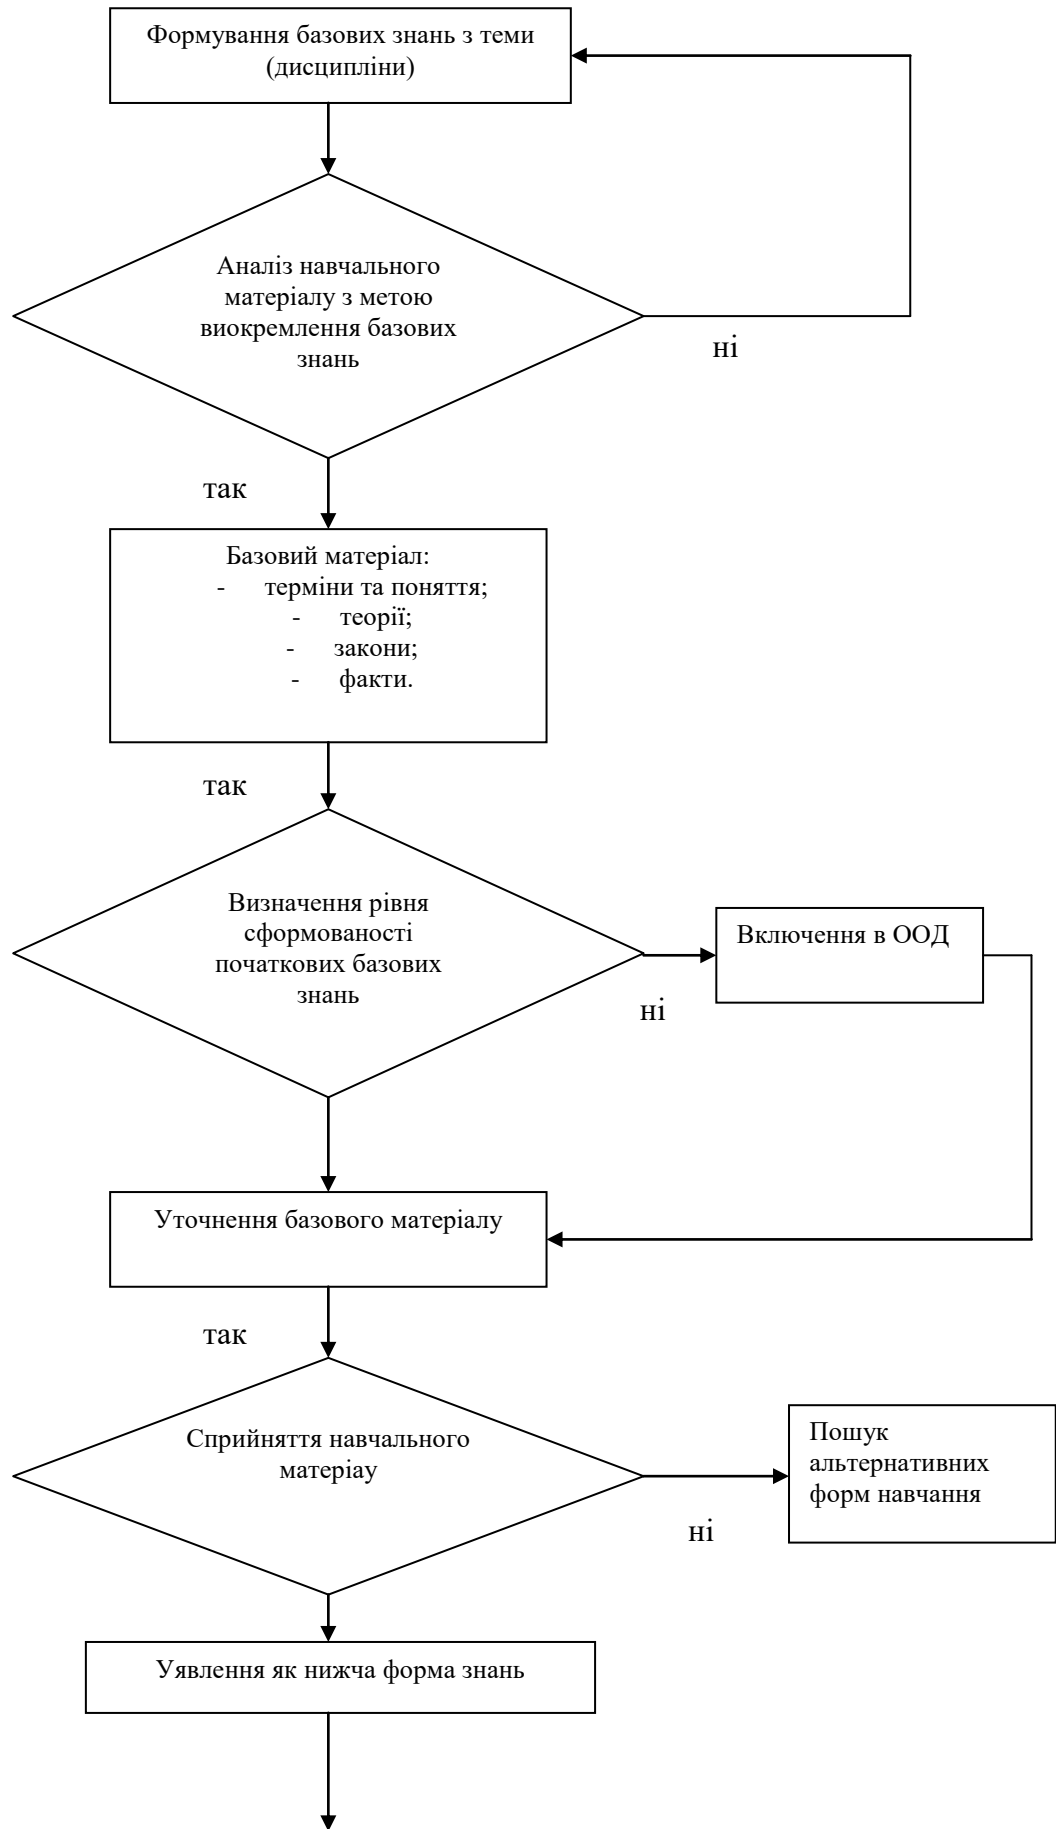 Формування базових знань з теми
(дисципліни)
Аналіз навчального
матеріалу з метою
виокремлення базових
знань
ні
так
Базовий матеріал:
- терміни та поняття;
- теорії;
- закони;
- факти.
так
Визначення рівня
сформованості
початкових базових
знань
ні
Включення в ООД
Уточнення базового матеріалу
так
Сприйняття навчального
матеріау
ні
Пошук
альтернативних
форм навчання
Уявлення як нижча форма знань